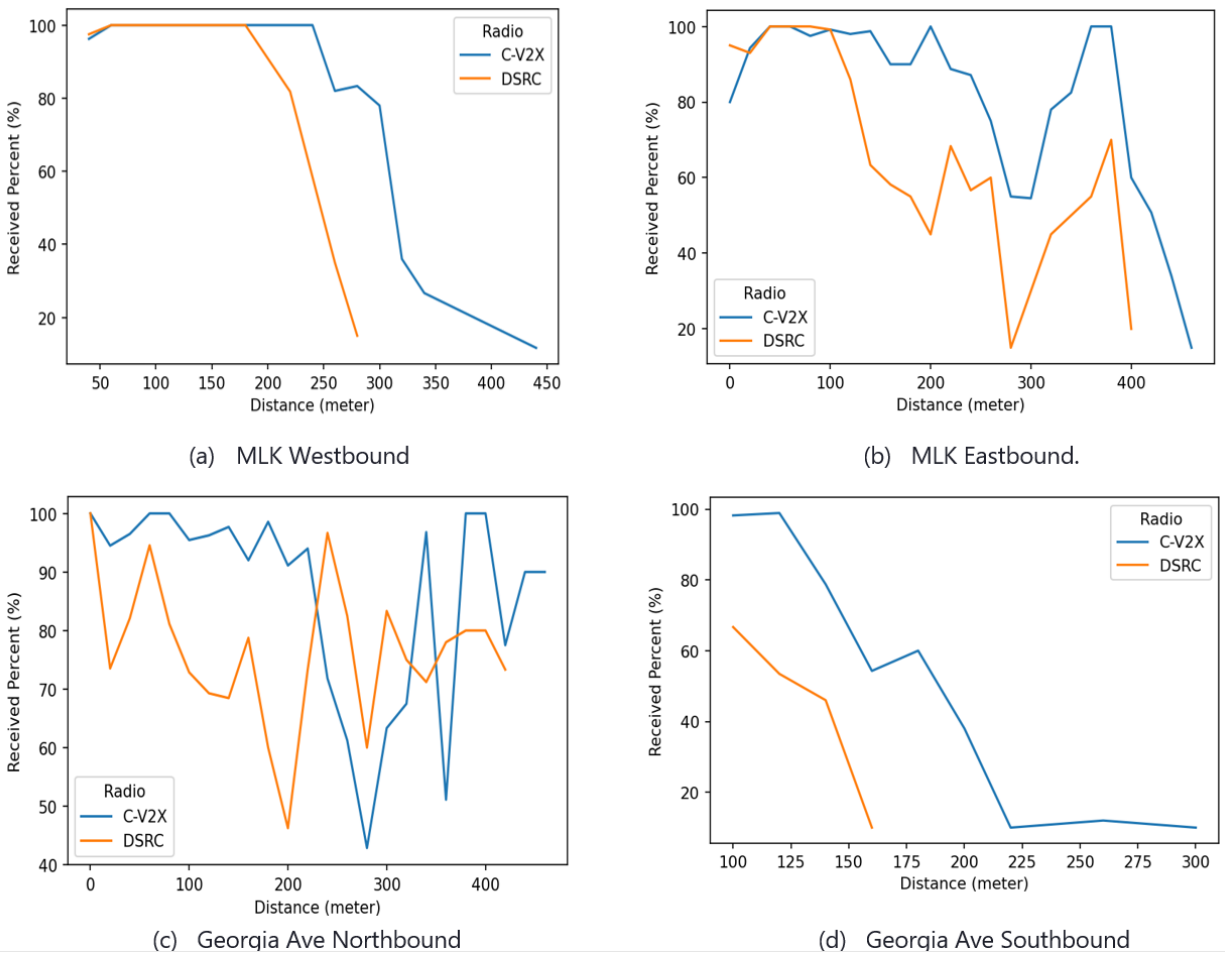 100
80
60
40
20
Received Percent (%)
Radio
C-V2X
DSRC
50 100 150 200 250 300 350 400 450
Distance (meter)
(a) MLK Westbound
100
80
60
40
20
Received Percent (%)
Radio
C-V2X
DSRC
0 100 200 300 400
Distance (meter)
(b) MLK Eastbound.
100
90
80
70
60
50
40
Received Percent (%)
Radio
C-V2X
DSRC
0 100 200 300 400
Distance (meter)
(c) Georgia Ave Northbound
100
80
60
40
20
Received Percent (%)
Radio
C-V2X
DSRC
100 125 150 175 200 225 250 275 300
Distance (meter)
(d) Georgia Ave Southbound